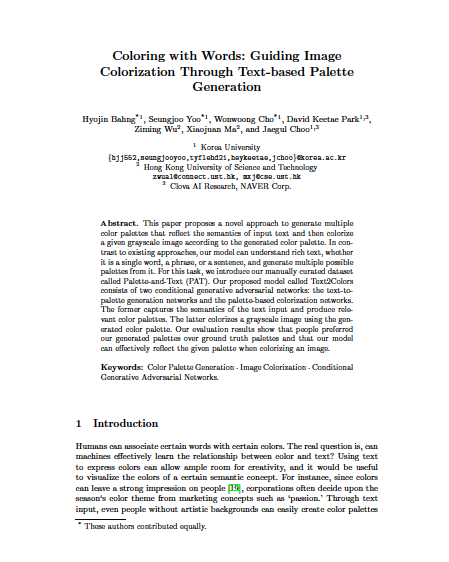 Coloring with Words: Guiding Image
Colorization Through Text-based Palette
Generation
Hyojin Bahng*1, Seungjoo Yoo*1, Wonwoong Cho*1, David Keetae Park1,3,
Ziming Wu2, Xiaojuan Ma2, and Jaegul Choo1,3
1 Korea University
{hjj552,seungjooyoo,tyflehd21,heykeetae,jchoo}@korea.ac.kr
2 Hong Kong University of Science and Technology
zwual@connect.ust.hk, mxj@cse.ust.hk
3 Clova AI Research, NAVER Corp.
Abstract. This paper proposes a novel approach to generate multiple
color palettes that reflect the semantics of input text and then colorize
a given grayscale image according to the generated color palette. In con-
trast to existing approaches, our model can understand rich text, whether
it is a single word, a phrase, or a sentence, and generate multiple possible
palettes from it. For this task, we introduce our manually curated dataset
called Palette-and-Text (PAT). Our proposed model called Text2Colors
consists of two conditional generative adversarial networks: the text-to-
palette generation networks and the palette-based colorization networks.
The former captures the semantics of the text input and produce rele-
vant color palettes. The latter colorizes a grayscale image using the gen-
erated color palette. Our evaluation results show that people preferred
our generated palettes over ground truth palettes and that our model
can effectively reflect the given palette when colorizing an image.
Keywords: Color Palette Generation · Image Colorization · Conditional
Generative Adversarial Networks.
1 Introduction
Humans can associate certain words with certain colors. The real question is, can
machines effectively learn the relationship between color and text? Using text
to express colors can allow ample room for creativity, and it would be useful
to visualize the colors of a certain semantic concept. For instance, since colors
can leave a strong impression on people [19], corporations often decide upon the
season's color theme from marketing concepts such as 'passion.' Through text
input, even people without artistic backgrounds can easily create color palettes
* These authors contributed equally.